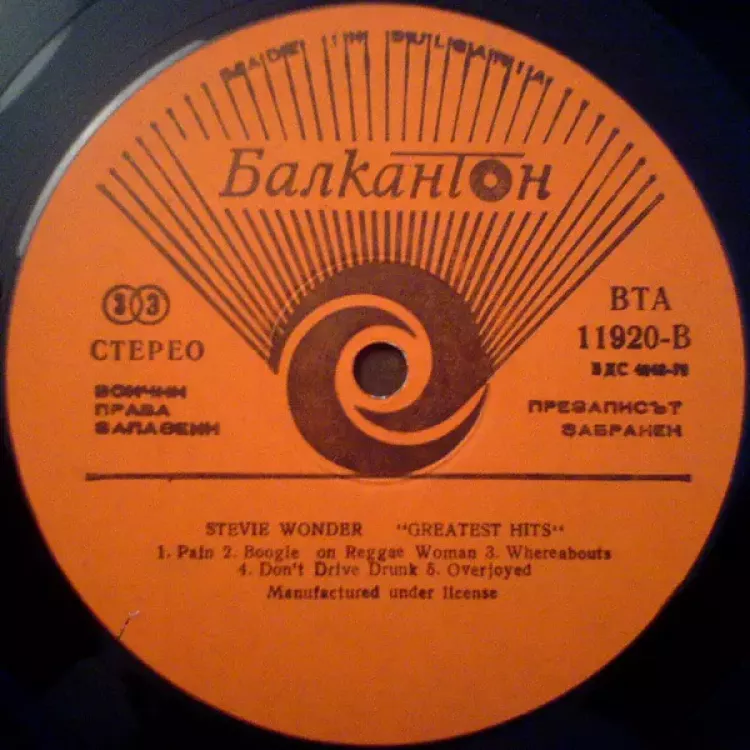 MADE IN BULGARIA
Балкантон
33
СТЕРЕО
ВСИЧКИ
ПРАВА
ЗАПАЗЕНИ
ВТА
11920-В
БДС
ПРЕЗАПИСЪТ
ЗАБРАНЕН
STEVIE WONDER "GREATEST HITS"
1. Pain 2. Boogie on Reggae Woman 3. Whereabouts
4. Don't Drive Drunk 5. Overjoyed
Manufactured under license